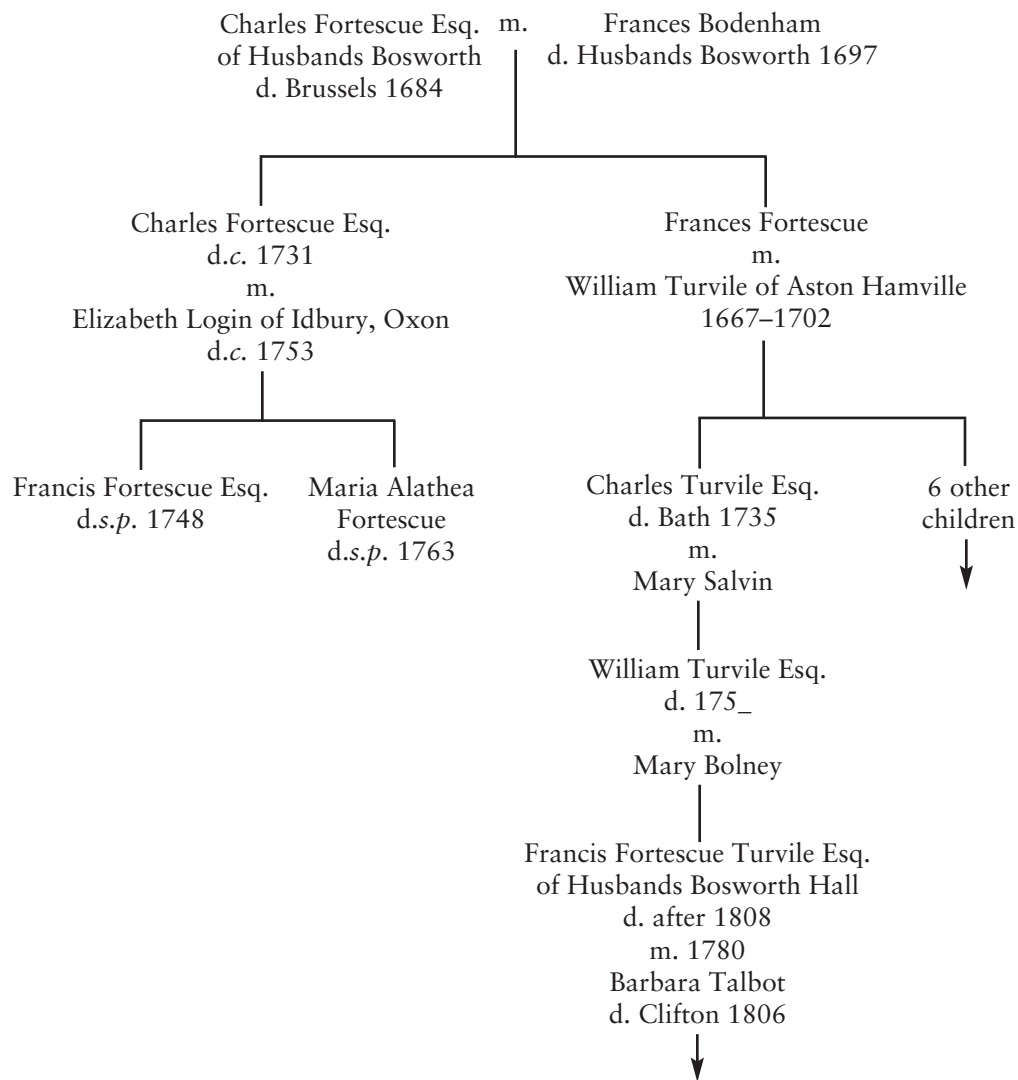 Charles Fortescue Esq.
of Husbands Bosworth
d. Brussels 1684
m.
Frances Bodenham
d. Husbands Bosworth 1697
Charles Fortescue Esq.
d.c. 1731
m.
Elizabeth Login of Idbury, Oxon
d.c. 1753
Frances Fortescue
m.
William Turvile of Aston Hamville
1667–1702
Francis Fortescue Esq.
d.s.p. 1748
Maria Alathea
Fortescue
d.s.p. 1763
Charles Turvile Esq.
d. Bath 1735
m.
Mary Salvin
6 other
children
William Turvile Esq.
d. 175_
m.
Mary Bolney
Francis Fortescue Turvile Esq.
of Husbands Bosworth Hall
d. after 1808
m. 1780
Barbara Talbot
d. Clifton 1806